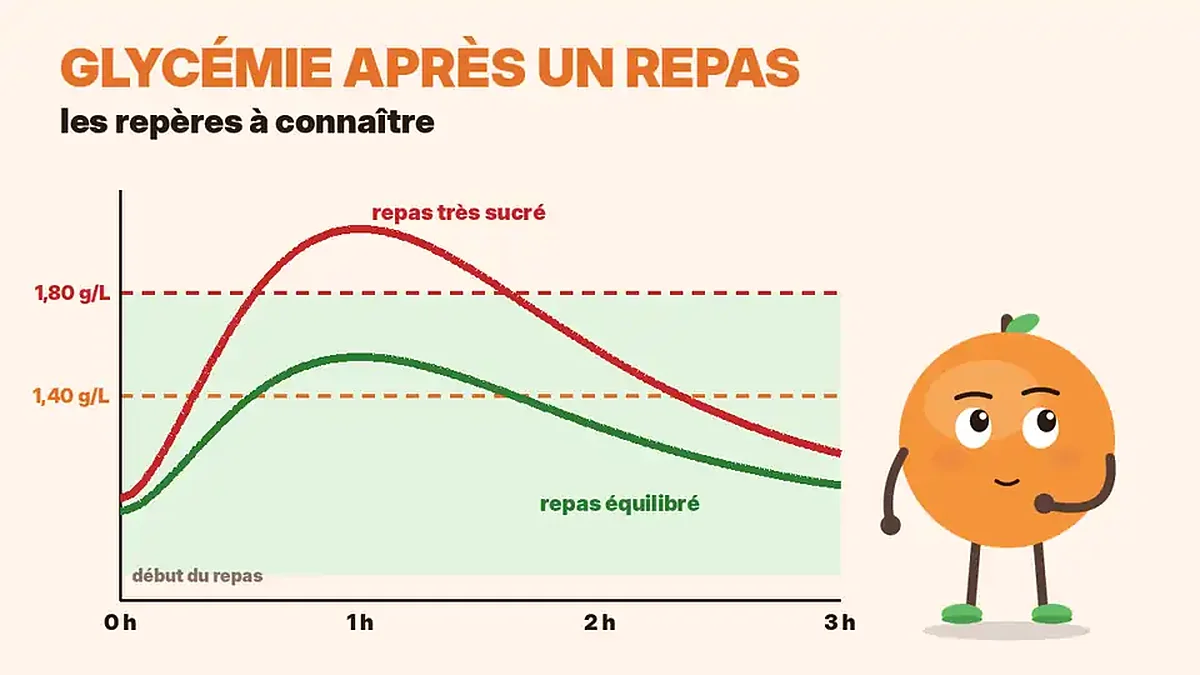 GLYCÉMIE APRÈS UN REPAS
les repères à connaître
repas très sucré
1,80 g/L
1,40 g/L
repas équilibré
début du repas
0 h
1 h
2 h
3 h